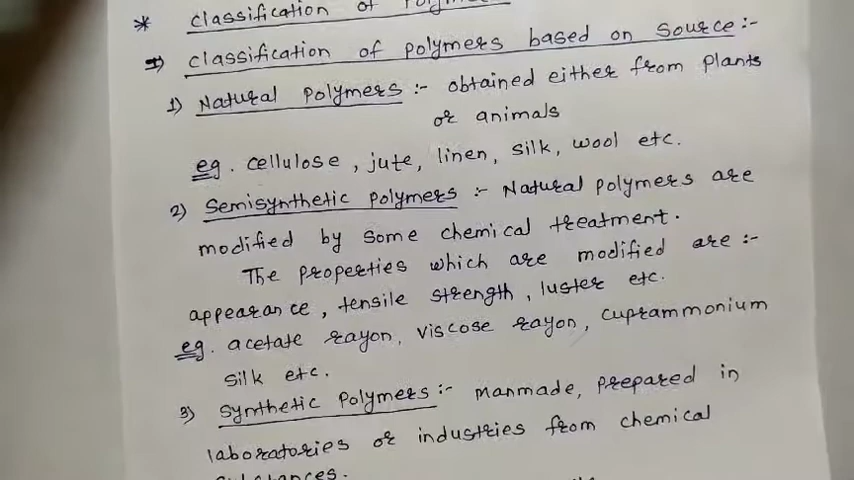 * classification of
I) classification of polymers based on source :-
1) Natural polymers :- obtained either from plants
or animals
eg. cellulose, jute, linen, silk, wool etc.
2) Semisynthetic polymers :- Natural polymers are
modified by some chemical treatment.
The properties which are modified are :-
appearance, tensile strength, luster etc.
eg. acetate rayon, viscose rayon, cuprammonium
silk etc.
3) Synthetic polymers :- manmade, prepared in
laboratories or industries from chemical